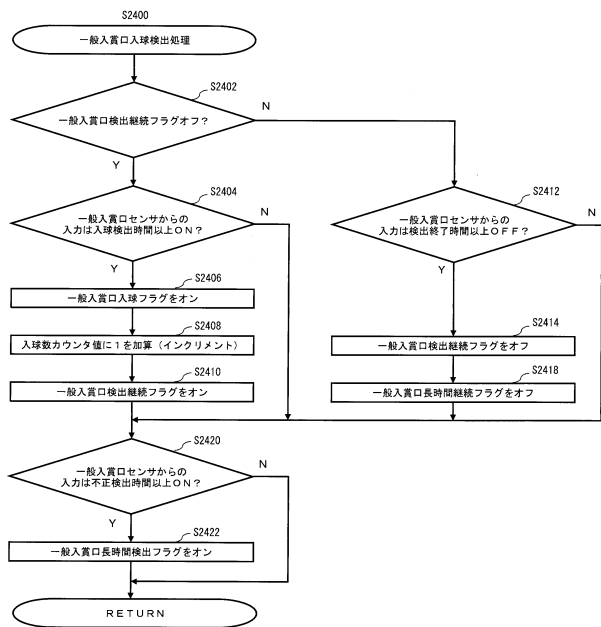 S2400
一般入賞口入球検出処理
S2402
一般入賞口検出継続フラグオフ？
N
Y
S2404
一般入賞口センサからの
入力は入球検出時間以上ＯＮ？
N
Y
S2412
一般入賞口センサからの
入力は検出終了時間以上ＯＦＦ？
N
Y
S2406
一般入賞口入球フラグをオン
S2408
入球数カウンタ値に１を加算（インクリメント）
S2410
一般入賞口検出継続フラグをオン
S2414
一般入賞口検出継続フラグをオフ
S2418
一般入賞口長時間継続フラグをオフ
S2420
一般入賞口センサからの
入力は不正検出時間以上ＯＮ？
N
Y
S2422
一般入賞口長時間検出フラグをオン
ＲＥＴＵＲＮ